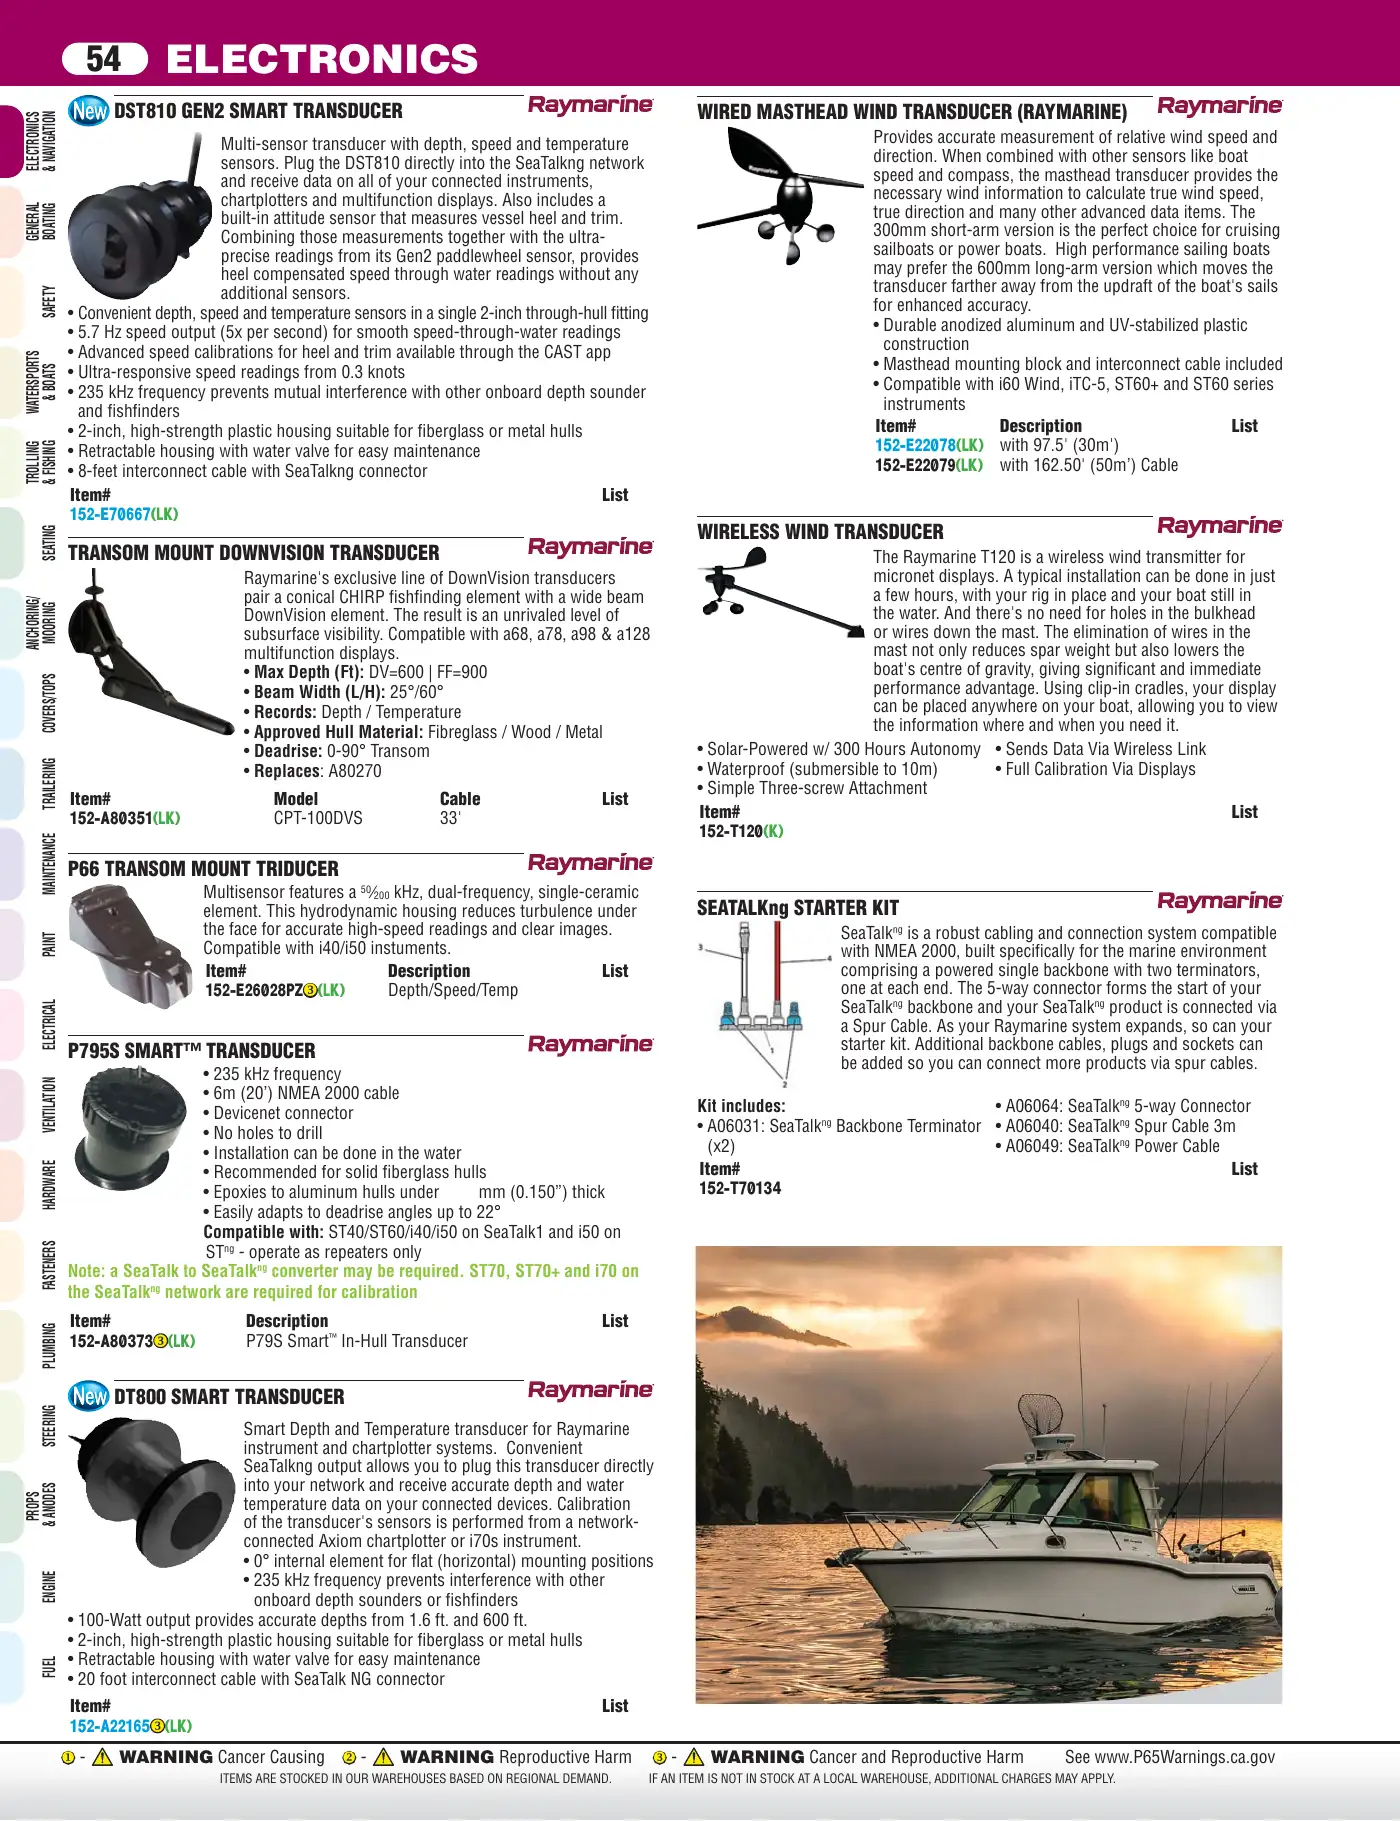 54 ELECTRONICS
ELECTRONICS
& NAVIGATION
GENERAL
BOATING
SAFETY
WATERSPORTS
& BOATS
TROLLING
& FISHING
SEATING
ANCHORING/
MOORING
COVERS/TOPS
TRAILERING
MAINTENANCE
PAINT
ELECTRICAL
VENTILATION
HARDWARE
FASTENERS
PLUMBING
STEERING
PROPS
& ANODES
ENGINE
FUEL
New DST810 GEN2 SMART TRANSDUCER Raymarine
Multi-sensor transducer with depth, speed and temperature
sensors. Plug the DST810 directly into the SeaTalkng network
and receive data on all of your connected instruments,
chartplotters and multifunction displays. Also includes a
built-in attitude sensor that measures vessel heel and trim.
Combining those measurements together with the ultra-
precise readings from its Gen2 paddlewheel sensor, provides
heel compensated speed through water readings without any
additional sensors.
• Convenient depth, speed and temperature sensors in a single 2-inch through-hull fitting
• 5.7 Hz speed output (5x per second) for smooth speed-through-water readings
• Advanced speed calibrations for heel and trim available through the CAST app
• Ultra-responsive speed readings from 0.3 knots
• 235 kHz frequency prevents mutual interference with other onboard depth sounder
and fishfinders
• 2-inch, high-strength plastic housing suitable for fiberglass or metal hulls
• Retractable housing with water valve for easy maintenance
• 8-feet interconnect cable with SeaTalkng connector
Item# List
152-E70667(LK)
TRANSOM MOUNT DOWNVISION TRANSDUCER Raymarine
Raymarine's exclusive line of DownVision transducers
pair a conical CHIRP fishfinding element with a wide beam
DownVision element. The result is an unrivaled level of
subsurface visibility. Compatible with a68, a78, a98 & a128
multifunction displays.
• Max Depth (Ft): DV=600 | FF=900
• Beam Width (L/H): 25°/60°
• Records: Depth / Temperature
• Approved Hull Material: Fibreglass / Wood / Metal
• Deadrise: 0-90° Transom
• Replaces: A80270
Item# Model Cable List
152-A80351(LK) CPT-100DVS 33'
P66 TRANSOM MOUNT TRIDUCER Raymarine
Multisensor features a 50⁄200 kHz, dual-frequency, single-ceramic
element. This hydrodynamic housing reduces turbulence under
the face for accurate high-speed readings and clear images.
Compatible with i40/i50 instuments.
Item# Description List
152-E26028PZ③(LK) Depth/Speed/Temp
P795S SMART™ TRANSDUCER Raymarine
• 235 kHz frequency
• 6m (20’) NMEA 2000 cable
• Devicenet connector
• No holes to drill
• Installation can be done in the water
• Recommended for solid fiberglass hulls
• Epoxies to aluminum hulls under mm (0.150”) thick
• Easily adapts to deadrise angles up to 22°
Compatible with: ST40/ST60/i40/i50 on SeaTalk1 and i50 on
STng - operate as repeaters only
Note: a SeaTalk to SeaTalkng converter may be required. ST70, ST70+ and i70 on
the SeaTalkng network are required for calibration
Item# Description List
152-A80373③(LK) P79S Smart™ In-Hull Transducer
New DT800 SMART TRANSDUCER Raymarine
Smart Depth and Temperature transducer for Raymarine
instrument and chartplotter systems. Convenient
SeaTalkng output allows you to plug this transducer directly
into your network and receive accurate depth and water
temperature data on your connected devices. Calibration
of the transducer's sensors is performed from a network-
connected Axiom chartplotter or i70s instrument.
• 0° internal element for flat (horizontal) mounting positions
• 235 kHz frequency prevents interference with other
onboard depth sounders or fishfinders
• 100-Watt output provides accurate depths from 1.6 ft. and 600 ft.
• 2-inch, high-strength plastic housing suitable for fiberglass or metal hulls
• Retractable housing with water valve for easy maintenance
• 20 foot interconnect cable with SeaTalk NG connector
Item# List
152-A22165③(LK)
WIRED MASTHEAD WIND TRANSDUCER (RAYMARINE) Raymarine
Provides accurate measurement of relative wind speed and
direction. When combined with other sensors like boat
speed and compass, the masthead transducer provides the
necessary wind information to calculate true wind speed,
true direction and many other advanced data items. The
300mm short-arm version is the perfect choice for cruising
sailboats or power boats. High performance sailing boats
may prefer the 600mm long-arm version which moves the
transducer farther away from the updraft of the boat's sails
for enhanced accuracy.
• Durable anodized aluminum and UV-stabilized plastic
construction
• Masthead mounting block and interconnect cable included
• Compatible with i60 Wind, iTC-5, ST60+ and ST60 series
instruments
Item# Description List
152-E22078(LK) with 97.5' (30m')
152-E22079(LK) with 162.50' (50m’) Cable
WIRELESS WIND TRANSDUCER Raymarine
The Raymarine T120 is a wireless wind transmitter for
micronet displays. A typical installation can be done in just
a few hours, with your rig in place and your boat still in
the water. And there's no need for holes in the bulkhead
or wires down the mast. The elimination of wires in the
mast not only reduces spar weight but also lowers the
boat's centre of gravity, giving significant and immediate
performance advantage. Using clip-in cradles, your display
can be placed anywhere on your boat, allowing you to view
the information where and when you need it.
• Solar-Powered w/ 300 Hours Autonomy • Sends Data Via Wireless Link
• Waterproof (submersible to 10m) • Full Calibration Via Displays
• Simple Three-screw Attachment
Item# List
152-T120(K)
SEATALKng STARTER KIT Raymarine
3
4
1
2
SeaTalkng is a robust cabling and connection system compatible
with NMEA 2000, built specifically for the marine environment
comprising a powered single backbone with two terminators,
one at each end. The 5-way connector forms the start of your
SeaTalkng backbone and your SeaTalkng product is connected via
a Spur Cable. As your Raymarine system expands, so can your
starter kit. Additional backbone cables, plugs and sockets can
be added so you can connect more products via spur cables.
Kit includes: • A06064: SeaTalkng 5-way Connector
• A06031: SeaTalkng Backbone Terminator • A06040: SeaTalkng Spur Cable 3m
(x2) • A06049: SeaTalkng Power Cable
Item# List
152-T70134
① - ⚠ WARNING Cancer Causing ② - ⚠ WARNING Reproductive Harm ③ - ⚠ WARNING Cancer and Reproductive Harm See www.P65Warnings.ca.gov
ITEMS ARE STOCKED IN OUR WAREHOUSES BASED ON REGIONAL DEMAND. IF AN ITEM IS NOT IN STOCK AT A LOCAL WAREHOUSE, ADDITIONAL CHARGES MAY APPLY.